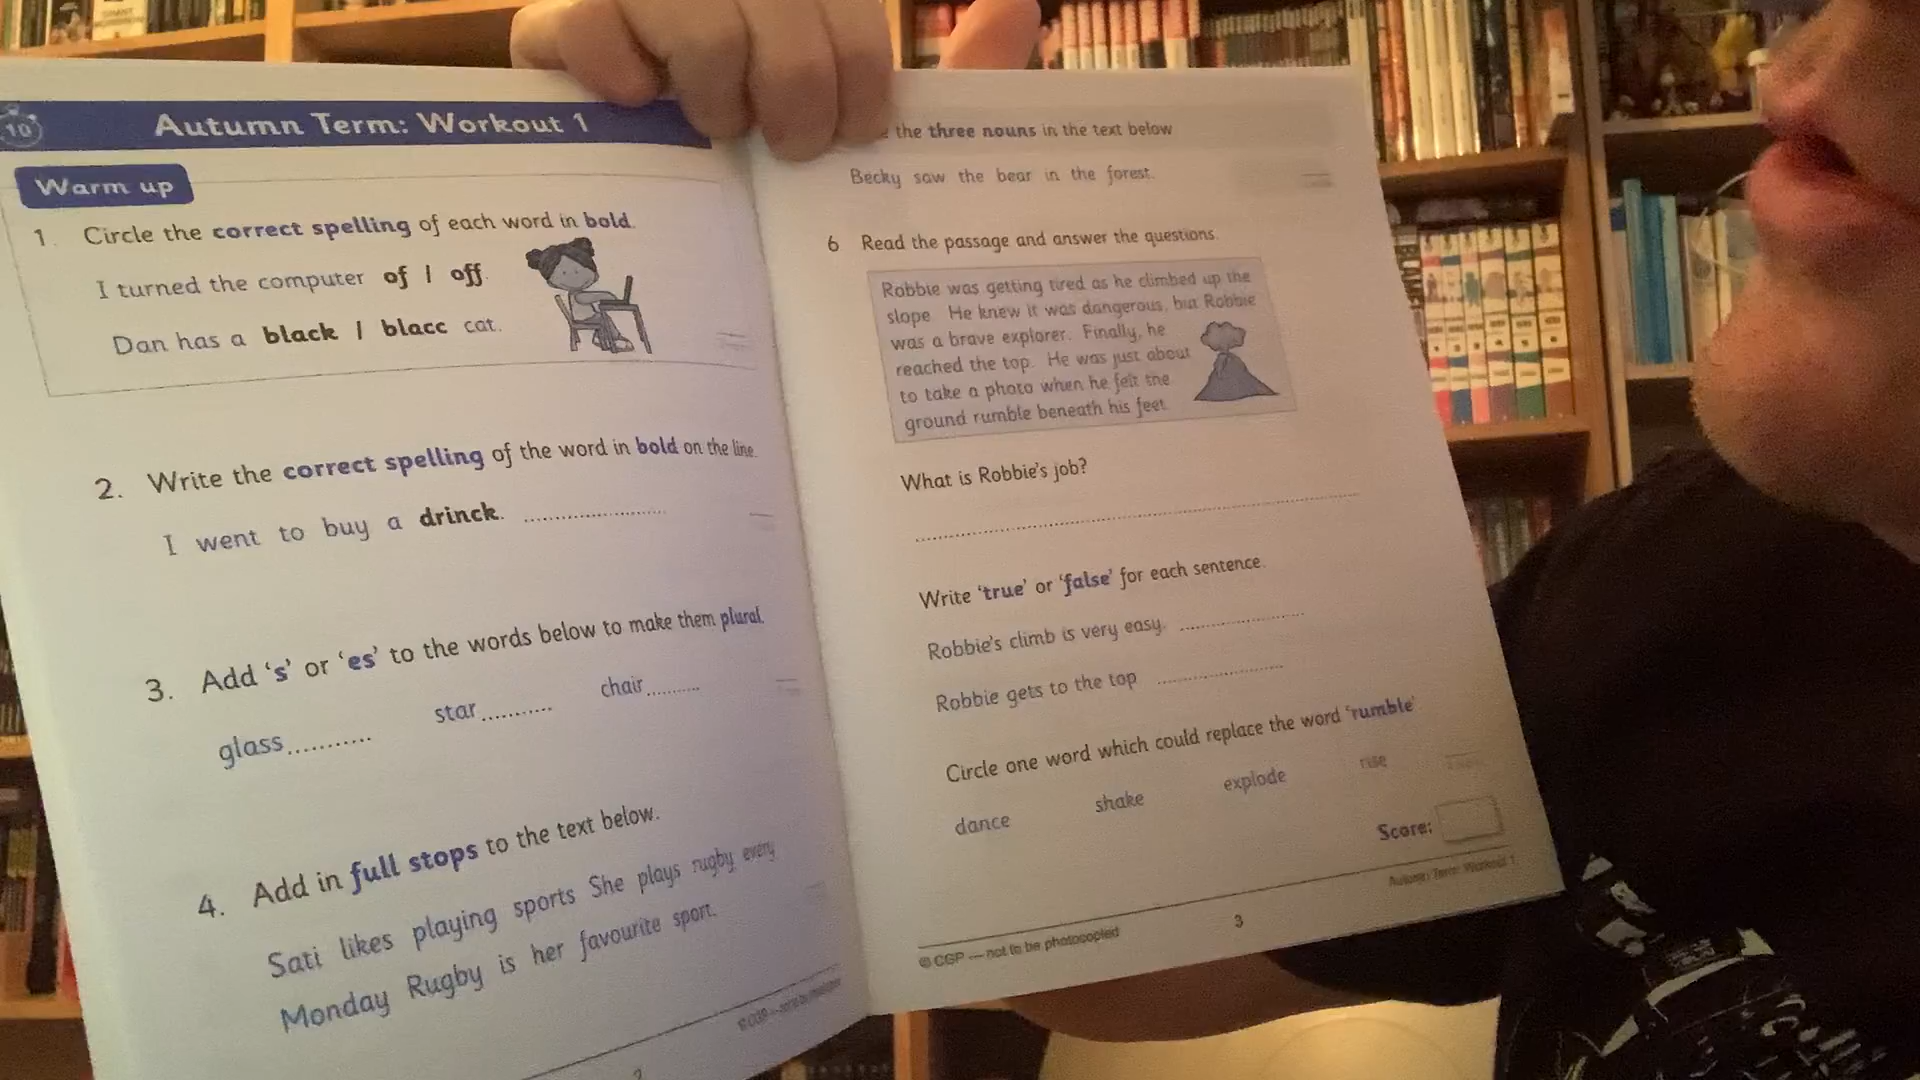 10
Autumn Term: Workout 1
Warm up
1. Circle the correct spelling of each word in bold.
I turned the computer of / off.
Dan has a black / blacc cat.
2. Write the correct spelling of the word in bold on the line.
I went to buy a drinck. ........................
3. Add 's' or 'es' to the words below to make them plural.
glass............ star........... chair..........
4. Add in full stops to the text below.
Sati likes playing sports She plays rugby every
Monday Rugby is her favourite sport.
2
the three nouns in the text below
Becky saw the bear in the forest.
6 Read the passage and answer the questions.
Robbie was getting tired as he climbed up the
slope. He knew it was dangerous, but Robbie
was a brave explorer. Finally, he
reached the top. He was just about
to take a photo when he felt the
ground rumble beneath his feet.
What is Robbie's job?
Write 'true' or 'false' for each sentence.
Robbie's climb is very easy. ........................
Robbie gets to the top ........................
Circle one word which could replace the word 'rumble'
dance shake explode rise
Score:
© CGP — not to be photocopied
3
Autumn Term: Workout 1
BLAME!